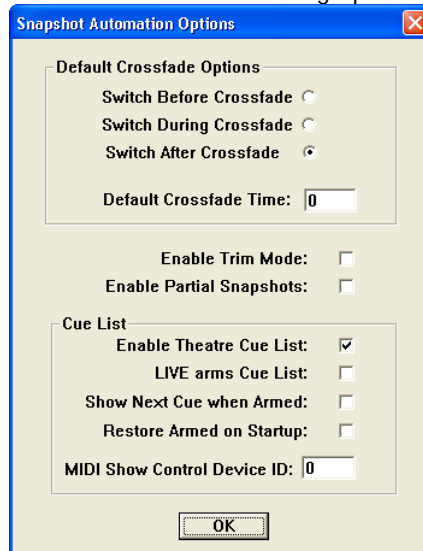 Snapshot Automation Options
Default Crossfade Options
Switch Before Crossfade
Switch During Crossfade
Switch After Crossfade
Default Crossfade Time: 0
Enable Trim Mode:
Enable Partial Snapshots:
Cue List
Enable Theatre Cue List:
LIVE arms Cue List:
Show Next Cue when Armed:
Restore Armed on Startup:
MIDI Show Control Device ID: 0
OK